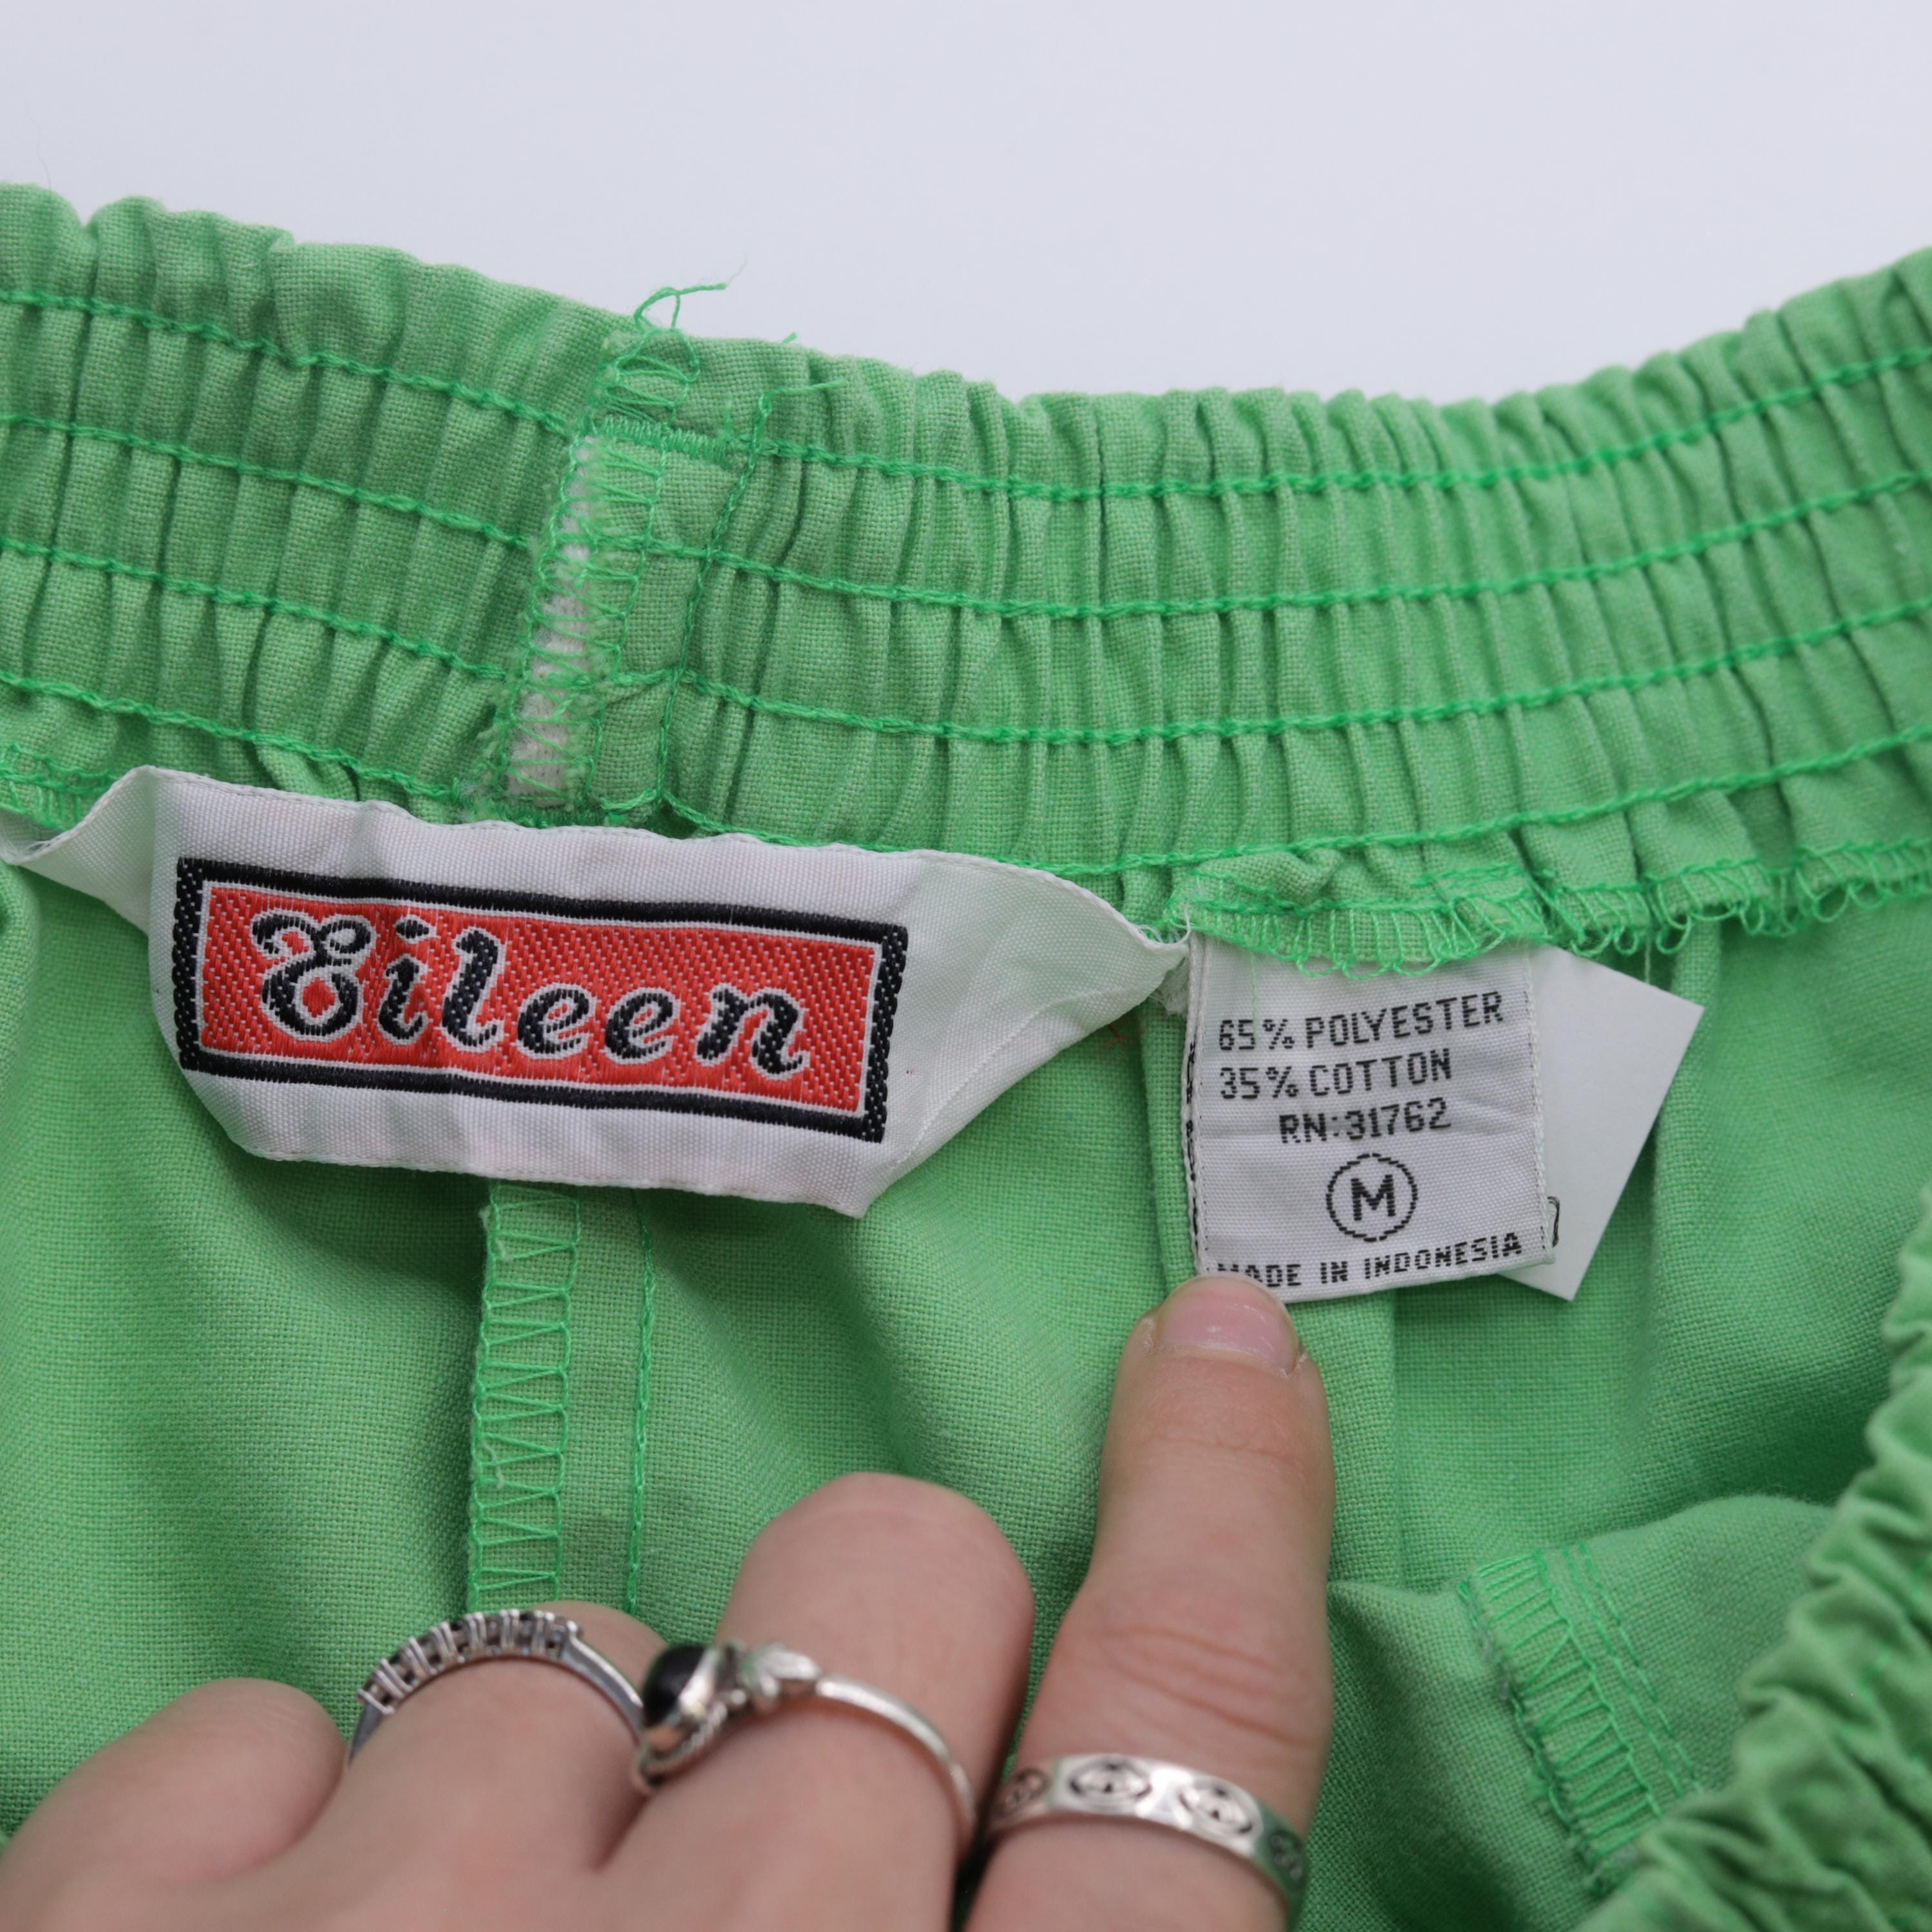 Eileen
65% POLYESTER
35% COTTON
RN:31762
M
MADE IN INDONESIA